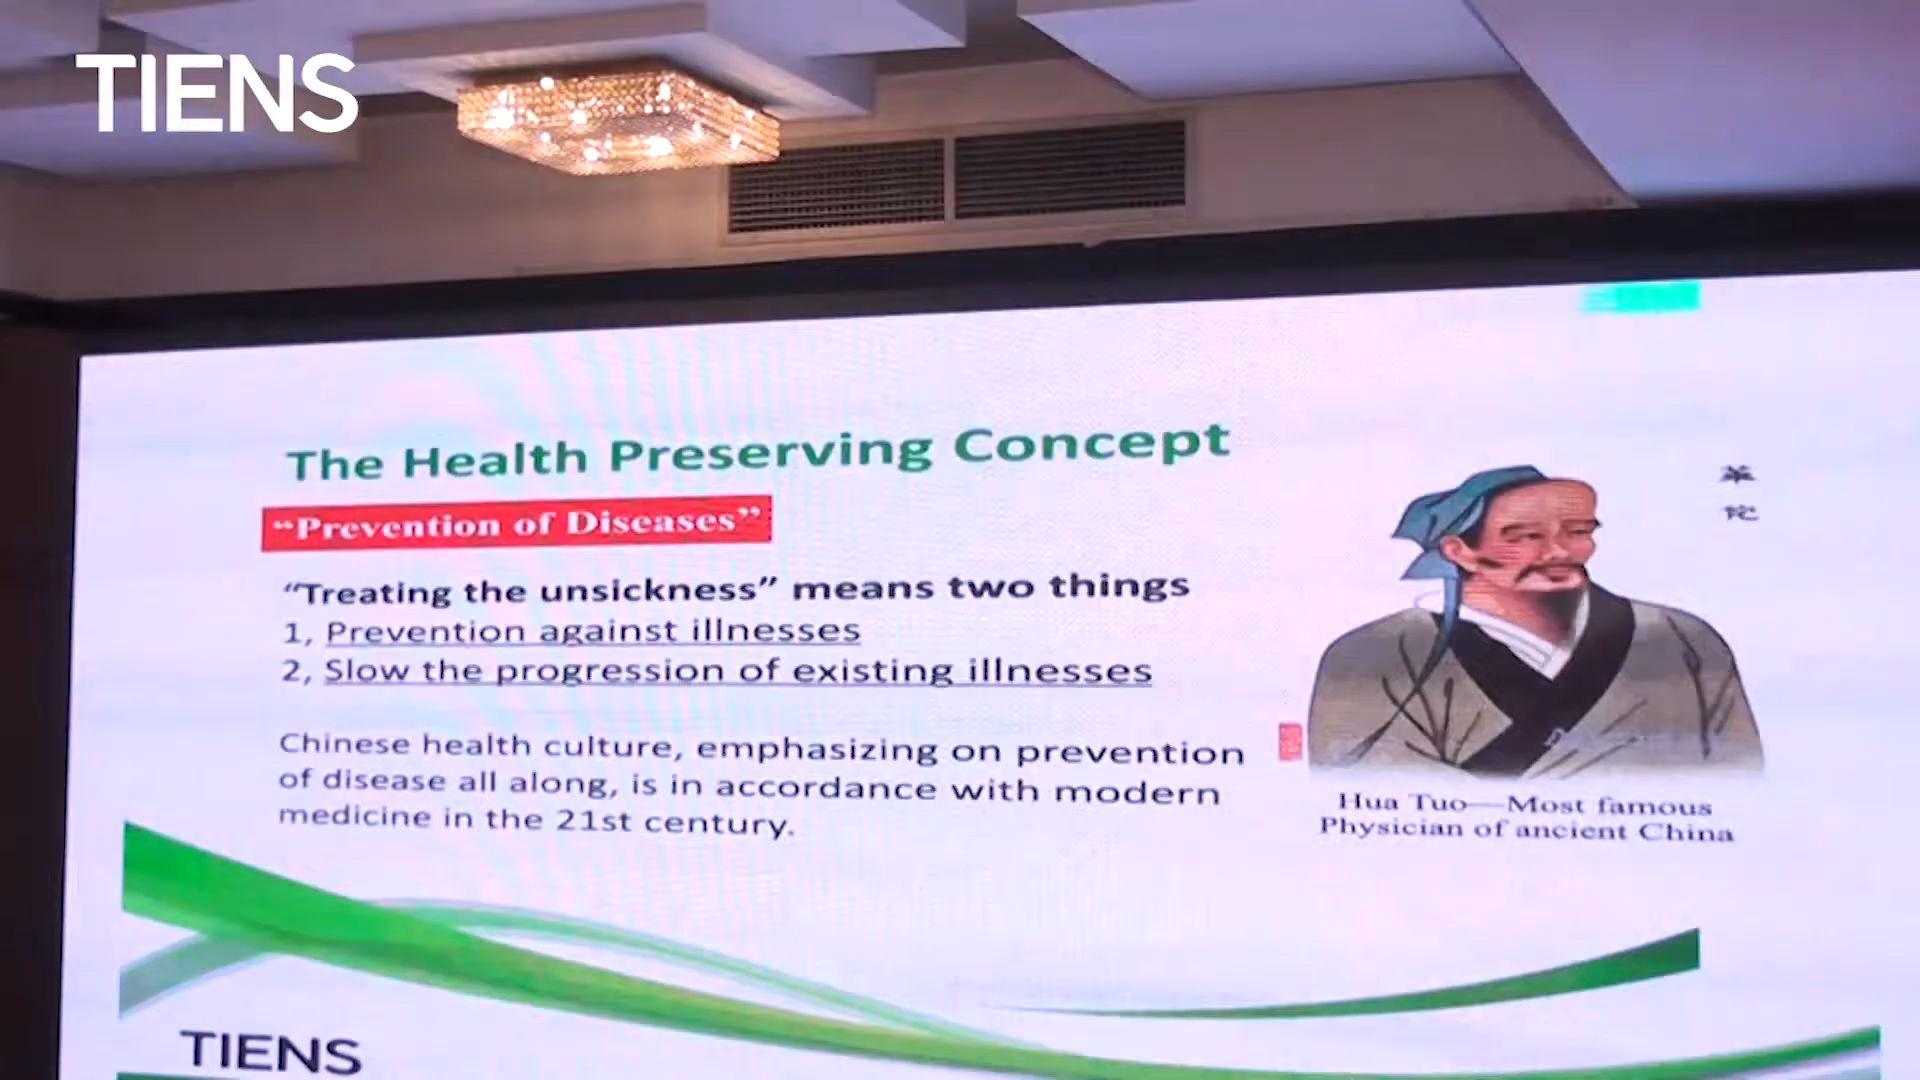 TIENS
The Health Preserving Concept
“Prevention of Diseases”
“Treating the unsickness” means two things
1, Prevention against illnesses
2, Slow the progression of existing illnesses
Chinese health culture, emphasizing on prevention
of disease all along, is in accordance with modern
medicine in the 21st century.
華
佗
Hua Tuo—Most famous
Physician of ancient China
TIENS